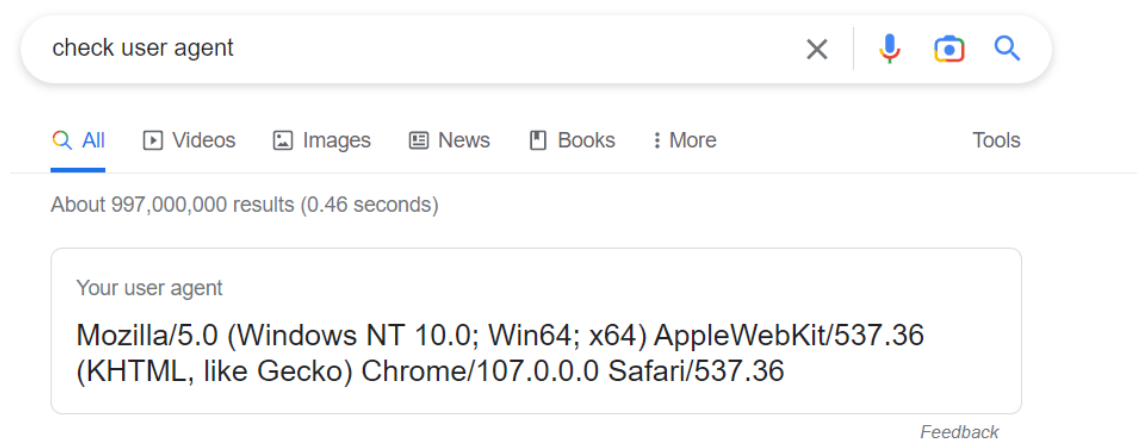 check user agent
All Videos Images News Books More Tools
About 997,000,000 results (0.46 seconds)
Your user agent
Mozilla/5.0 (Windows NT 10.0; Win64; x64) AppleWebKit/537.36
(KHTML, like Gecko) Chrome/107.0.0.0 Safari/537.36
Feedback